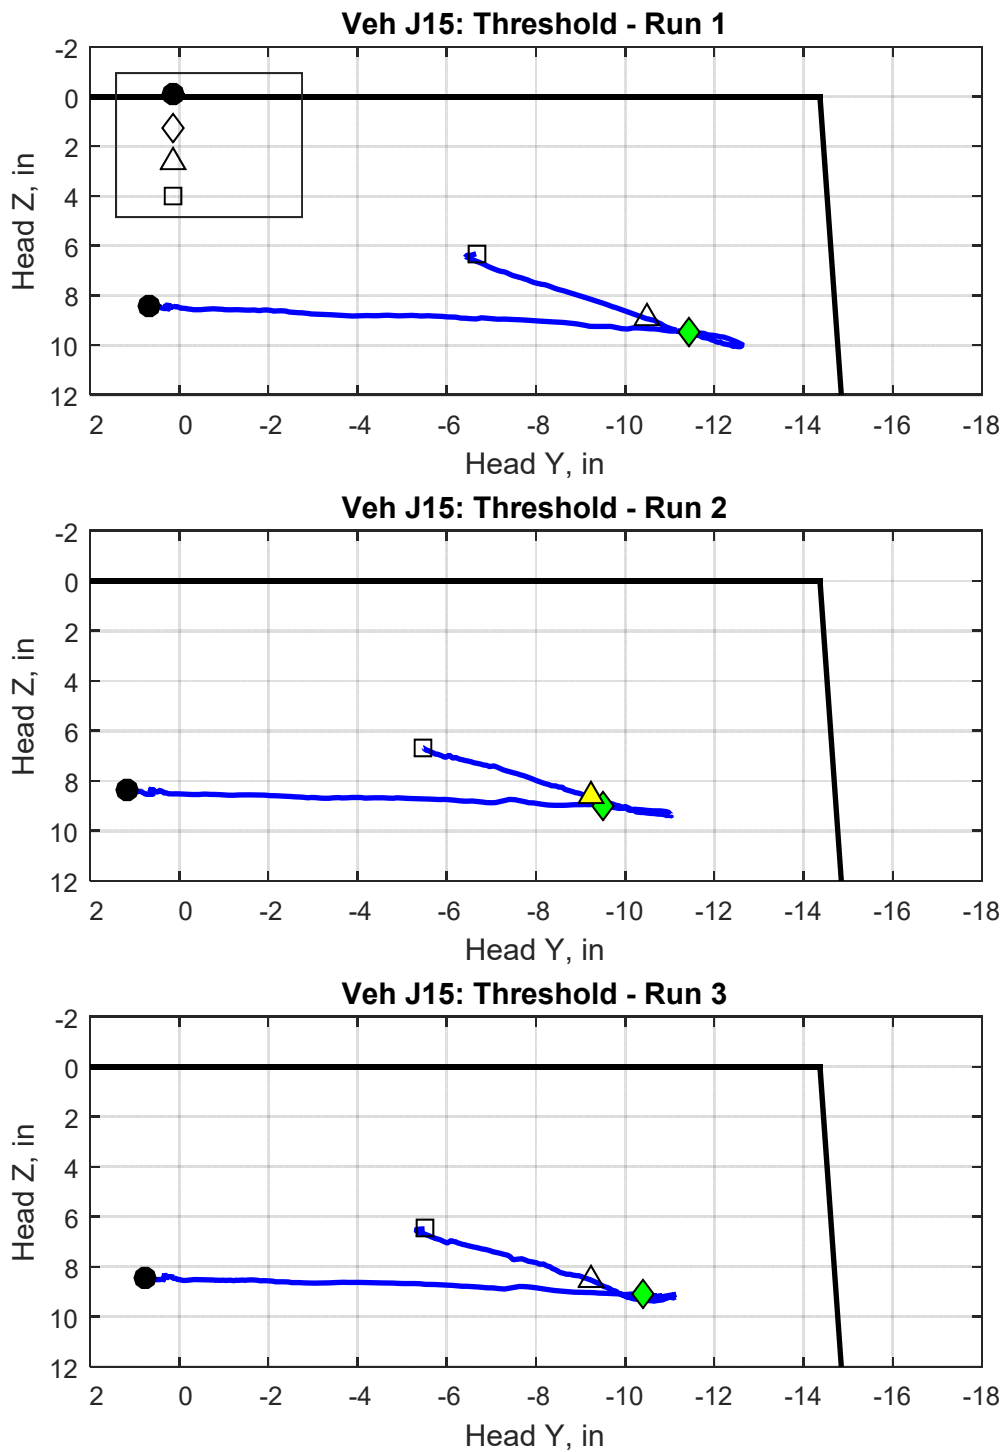 Veh J15: Threshold - Run 1
-2
0
2
4
6
8
10
12
Head Z, in
2 0 -2 -4 -6 -8 -10 -12 -14 -16 -18
Head Y, in
Veh J15: Threshold - Run 2
-2
0
2
4
6
8
10
12
Head Z, in
2 0 -2 -4 -6 -8 -10 -12 -14 -16 -18
Head Y, in
Veh J15: Threshold - Run 3
-2
0
2
4
6
8
10
12
Head Z, in
2 0 -2 -4 -6 -8 -10 -12 -14 -16 -18
Head Y, in